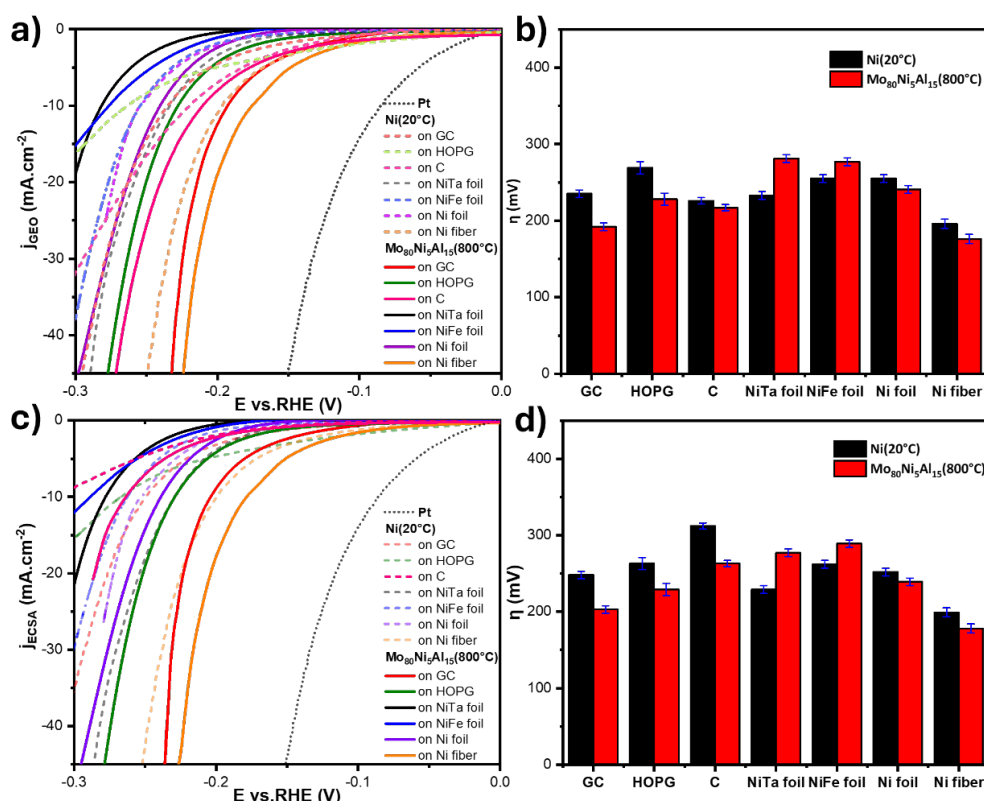 a)
0
-10
-20
-30
-40
j_GEO (mA.cm⁻²)
-0.3
-0.2
-0.1
0.0
E vs.RHE (V)
Pt
Ni(20°C)
on GC
on HOPG
on C
on NiTa foil
on NiFe foil
on Ni foil
on Ni fiber
Mo₈₀Ni₅Al₁₅(800°C)
on GC
on HOPG
on C
on NiTa foil
on NiFe foil
on Ni foil
on Ni fiber
b)
400
300
200
100
0
η (mV)
Ni(20°C)
Mo₈₀Ni₅Al₁₅(800°C)
GC
HOPG
C
NiTa foil
NiFe foil
Ni foil
Ni fiber
c)
0
-10
-20
-30
-40
j_ECSA (mA.cm⁻²)
-0.3
-0.2
-0.1
0.0
E vs.RHE (V)
Pt
Ni(20°C)
on GC
on HOPG
on C
on NiTa foil
on NiFe foil
on Ni foil
on Ni fiber
Mo₈₀Ni₅Al₁₅(800°C)
on GC
on HOPG
on NiTa foil
on NiFe foil
on Ni foil
on Ni fiber
d)
400
300
200
100
0
η (mV)
Ni(20°C)
Mo₈₀Ni₅Al₁₅(800°C)
GC
HOPG
C
NiTa foil
NiFe foil
Ni foil
Ni fiber